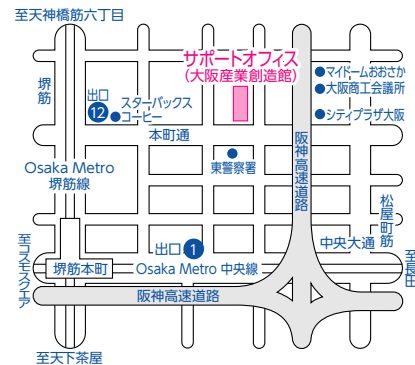 至天神橋筋六丁目
サポートオフィス
（大阪産業創造館）
マイドームおおさか
大阪商工会議所
シティプラザ大阪
堺筋
出口
12
スターバックス
コーヒー
本町通
東警察署
阪神高速道路
Osaka Metro
堺筋線
松屋町筋
出口
1
中央大通
至コスモスクエア
堺筋本町
Osaka Metro 中央線
至長田
阪神高速道路
至天下茶屋